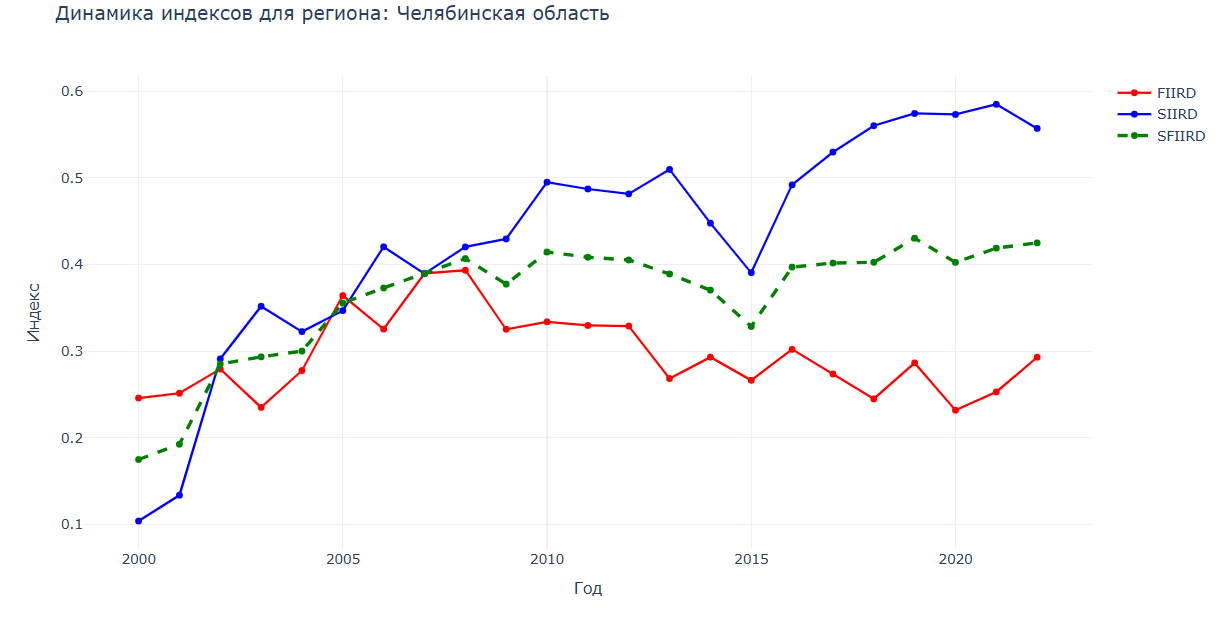 Динамика индексов для региона: Челябинская область
0.6
0.5
0.4
0.3
0.2
0.1
Индекс
2000
2005
2010
2015
2020
Год
FIIRD
SIIRD
SFIIRD